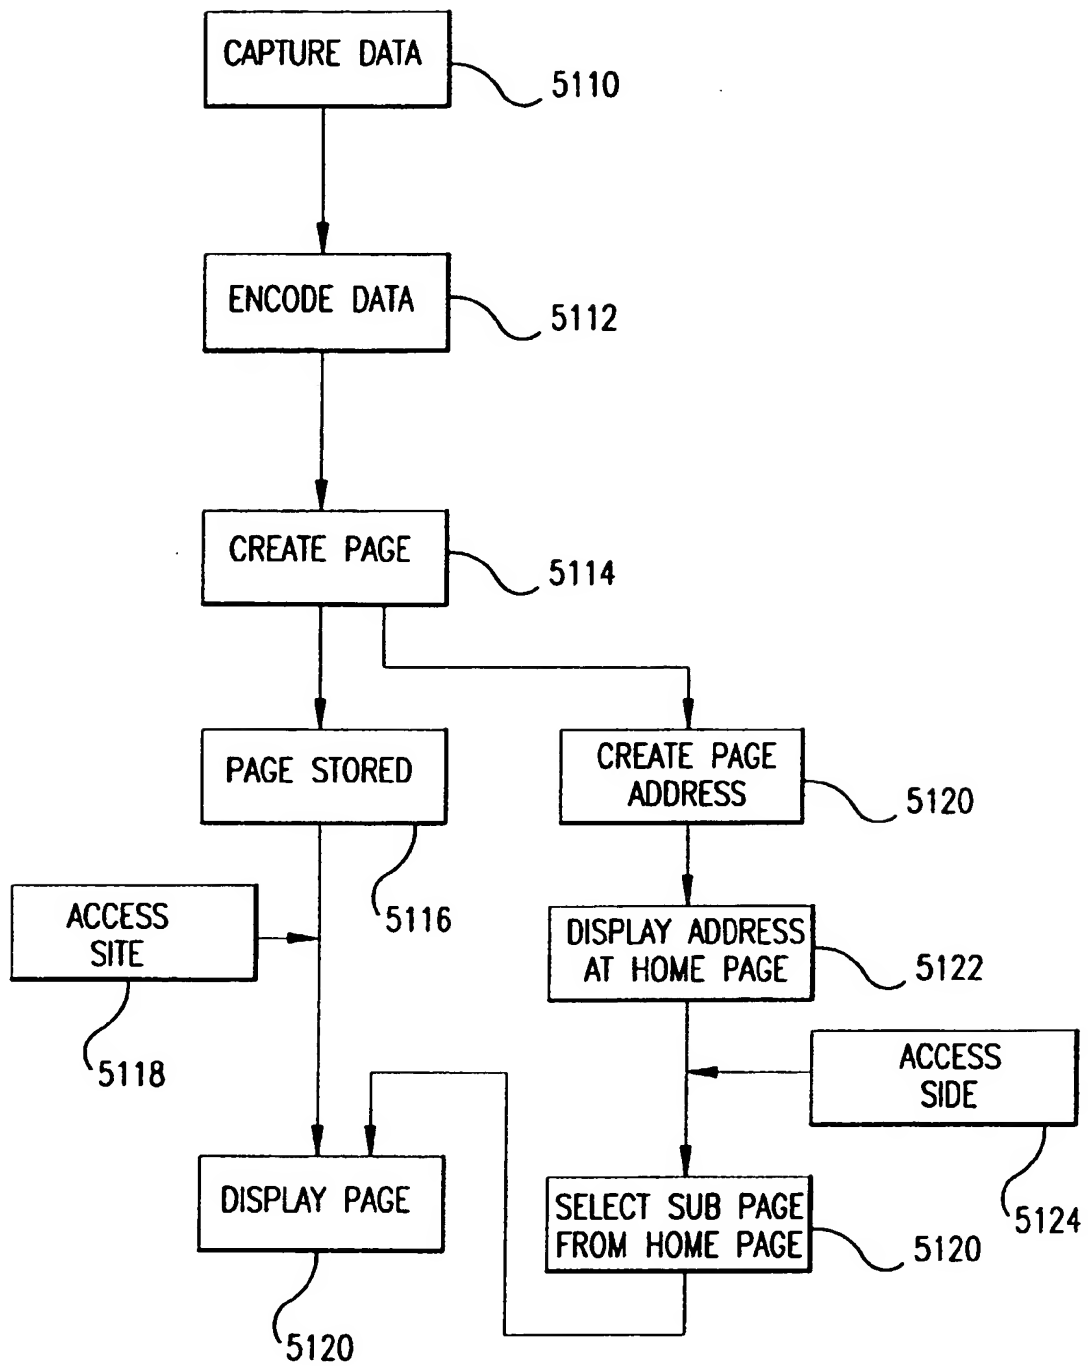 CAPTURE DATA
5110
ENCODE DATA
5112
CREATE PAGE
5114
PAGE STORED
5116
CREATE PAGE
ADDRESS
5120
ACCESS
SITE
5118
DISPLAY ADDRESS
AT HOME PAGE
5122
ACCESS
SIDE
5124
DISPLAY PAGE
5120
SELECT SUB PAGE
FROM HOME PAGE
5120